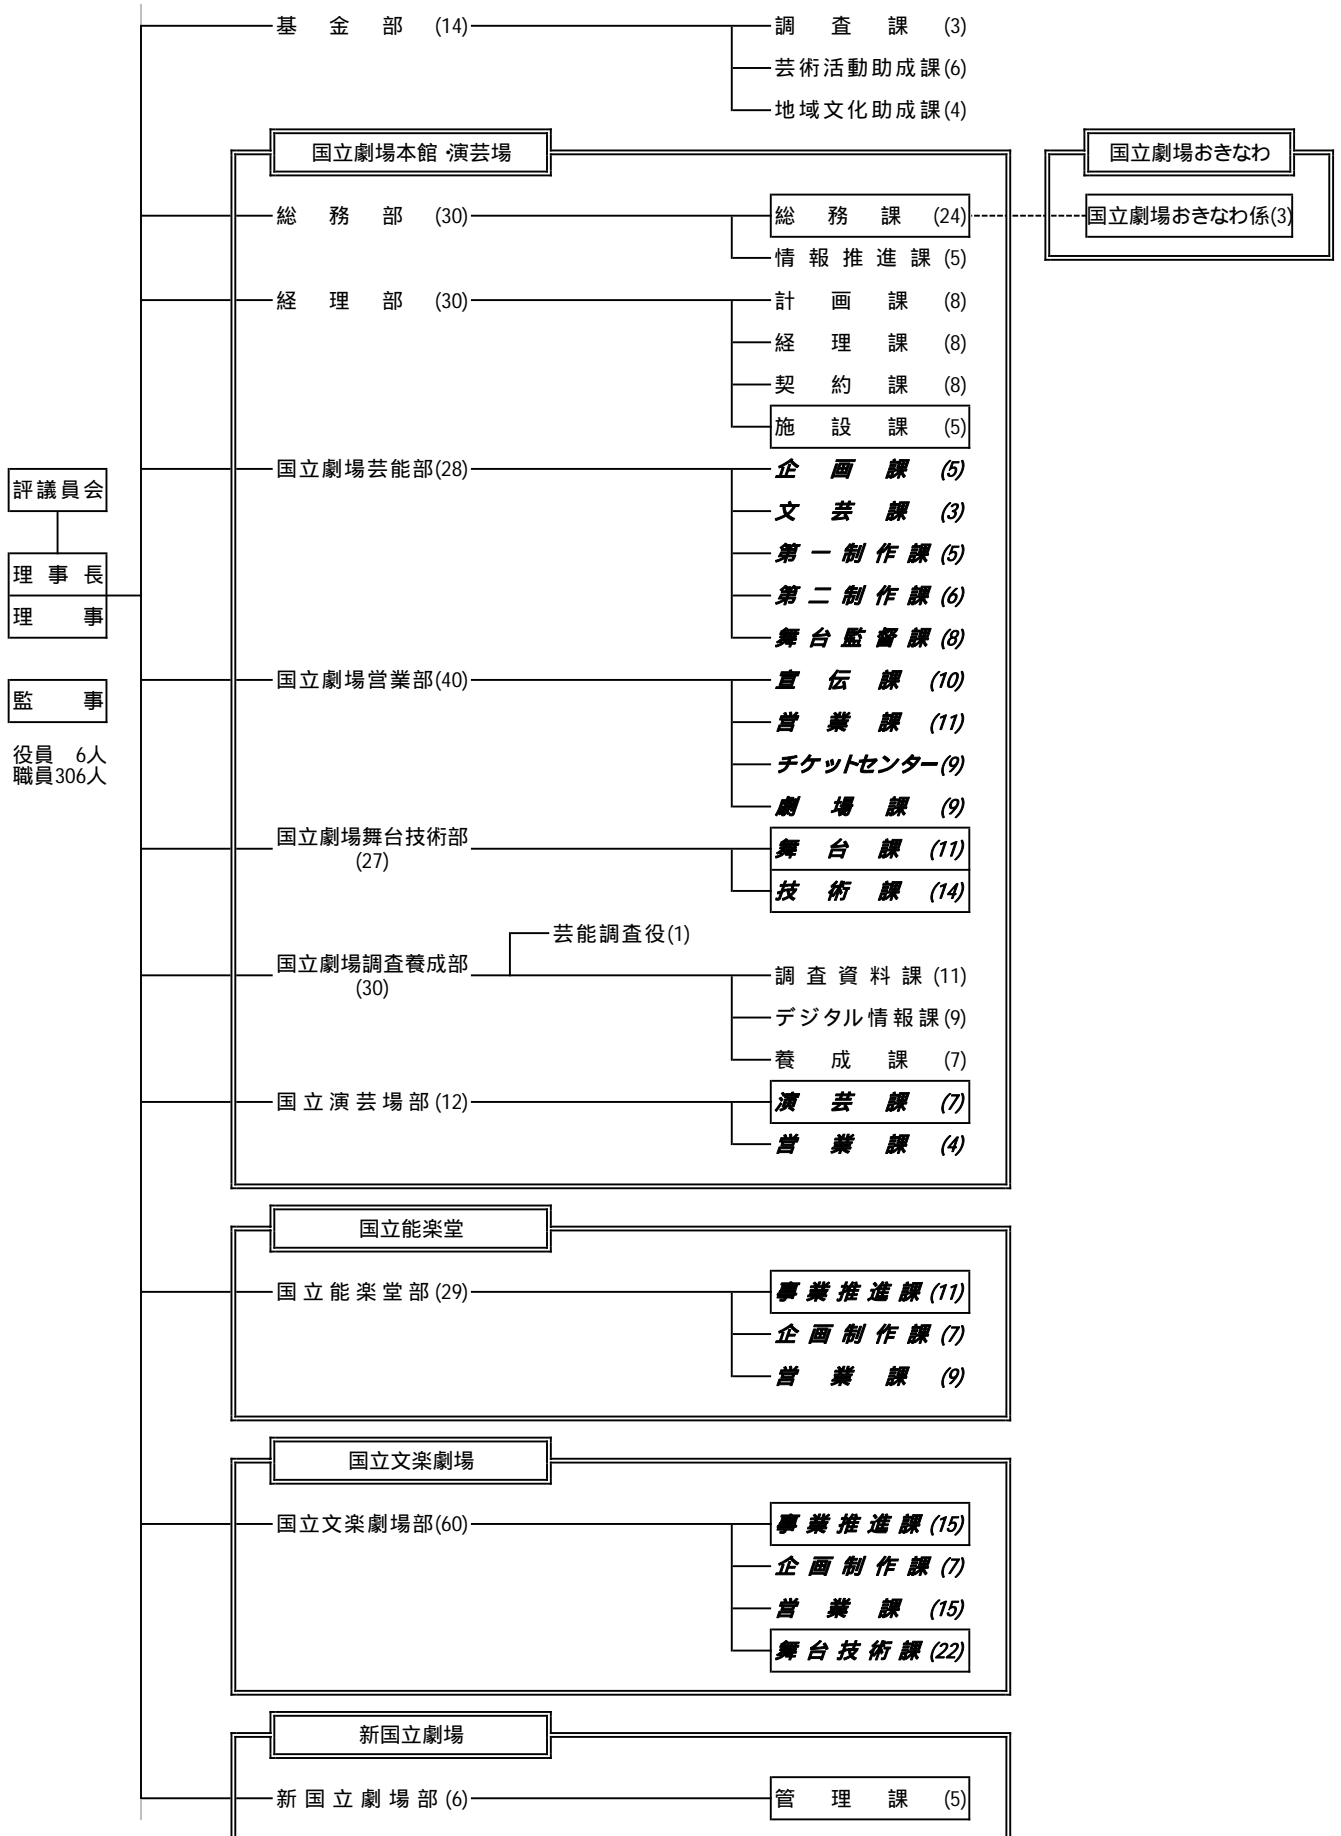 基金部 (14) 調査課 (3)
芸術活動助成課(6)
地域文化助成課(4)
国立劇場本館・演芸場 国立劇場おきなわ
総務部 (30) 総務課 (24) 国立劇場おきなわ係(3)
情報推進課 (5)
経理部 (30) 計画課 (8)
経理課 (8)
契約課 (8)
施設課 (5)
国立劇場芸能部(28) 企画課 (5)
評議員会
文芸課 (3)
第一制作課 (5)
理事長
第二制作課 (6)
理事
舞台監督課 (8)
国立劇場営業部(40) 宣伝課 (10)
監事
営業課 (11)
役員 6人
職員306人
チケットセンター(9)
劇場課 (9)
国立劇場舞台技術部
(27)
舞台課 (11)
技術課 (14)
芸能調査役(1)
国立劇場調査養成部
(30)
調査資料課 (11)
デジタル情報課(9)
養成課 (7)
国立演芸場部(12) 演芸課 (7)
営業課 (4)
国立能楽堂
国立能楽堂部(29) 事業推進課 (11)
企画制作課 (7)
営業課 (9)
国立文楽劇場
国立文楽劇場部(60) 事業推進課 (15)
企画制作課 (7)
営業課 (15)
舞台技術課 (22)
新国立劇場
新国立劇場部(6) 管理課 (5)